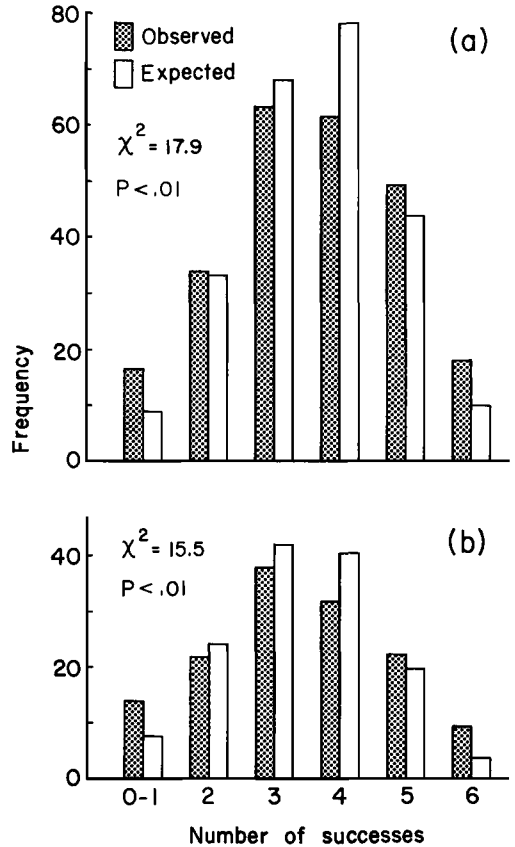 80
(a)
Observed
Expected
χ² = 17.9
P < .01
60
40
20
0
Frequency
(b)
χ² = 15.5
P < .01
40
20
0
0-1 2 3 4 5 6
Number of successes